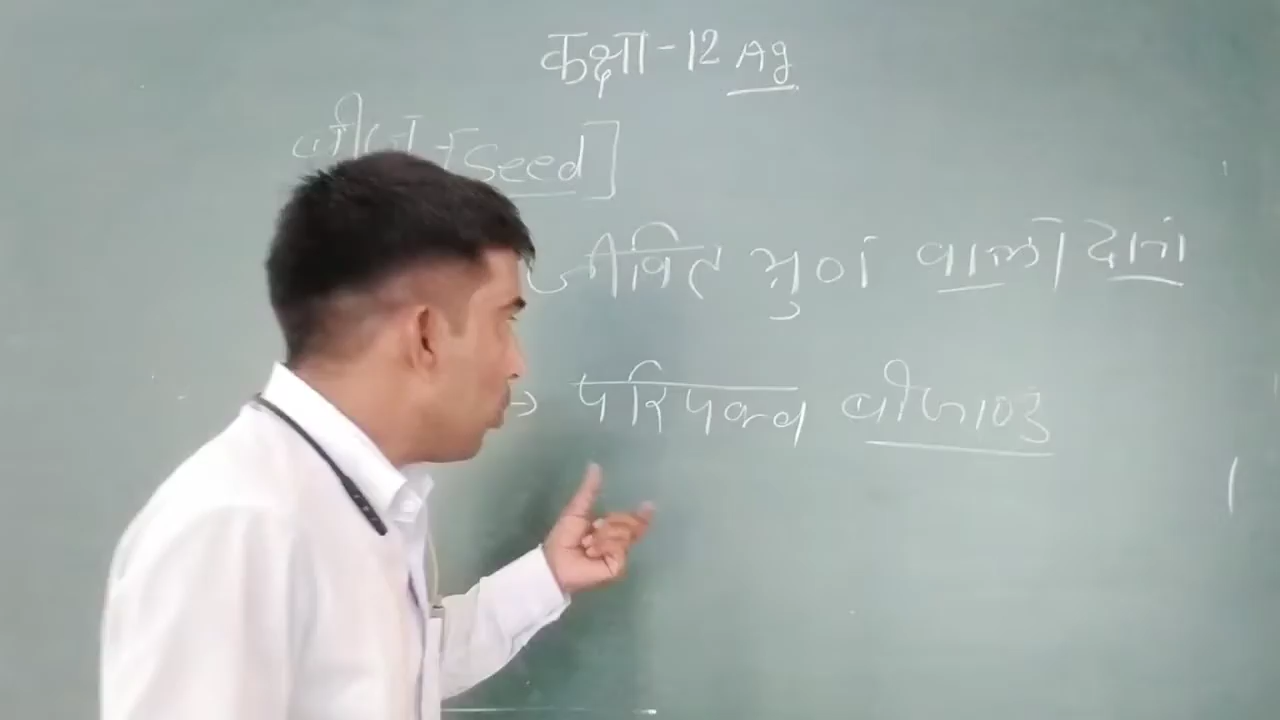 कक्षा-12 Ag
बीज [Seed]
जीवित भ्रुण वाला दाना
→ परिपक्व बीजाण्ड